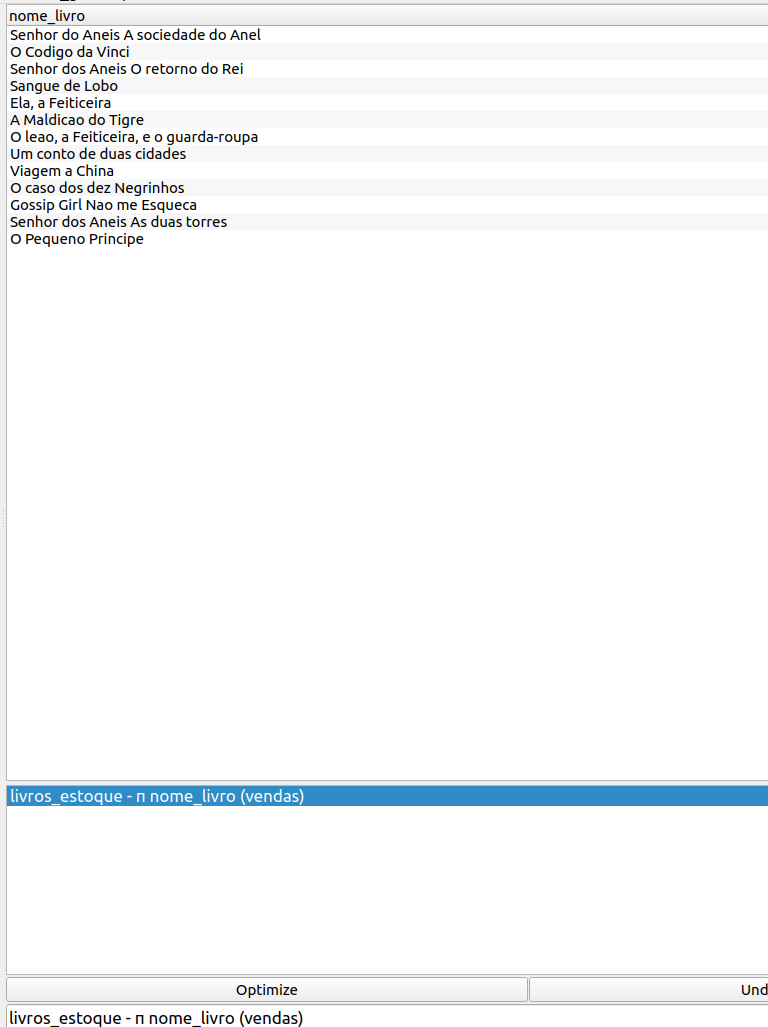 nome_livro
Senhor do Aneis A sociedade do Anel
O Codigo da Vinci
Senhor dos Aneis O retorno do Rei
Sangue de Lobo
Ela, a Feiticeira
A Maldicao do Tigre
O leao, a Feiticeira, e o guarda-roupa
Um conto de duas cidades
Viagem a China
O caso dos dez Negrinhos
Gossip Girl Nao me Esqueca
Senhor dos Aneis As duas torres
O Pequeno Principe
livros_estoque - π nome_livro (vendas)
Optimize Und
livros_estoque - π nome_livro (vendas)